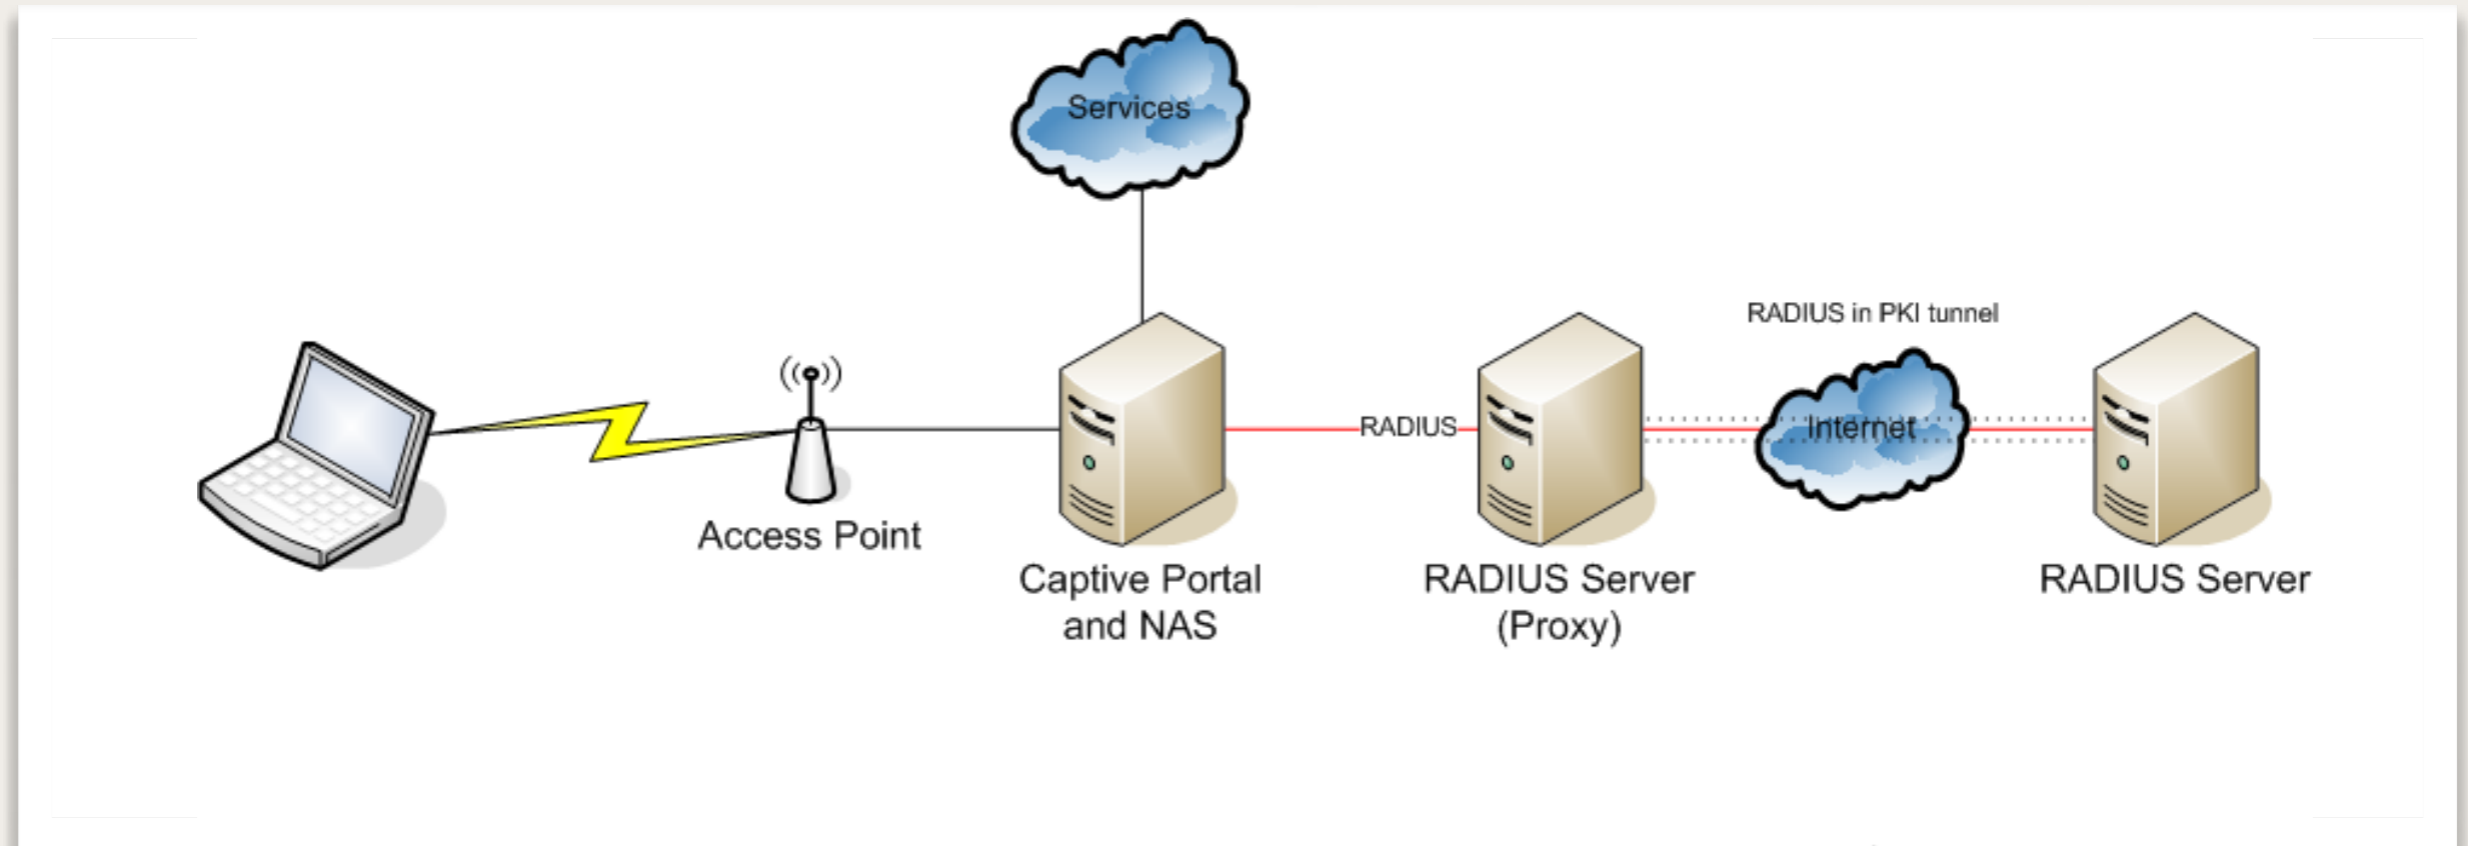 Services
RADIUS in PKI tunnel
RADIUS
Internet
Access Point
Captive Portal
and NAS
RADIUS Server
(Proxy)
RADIUS Server